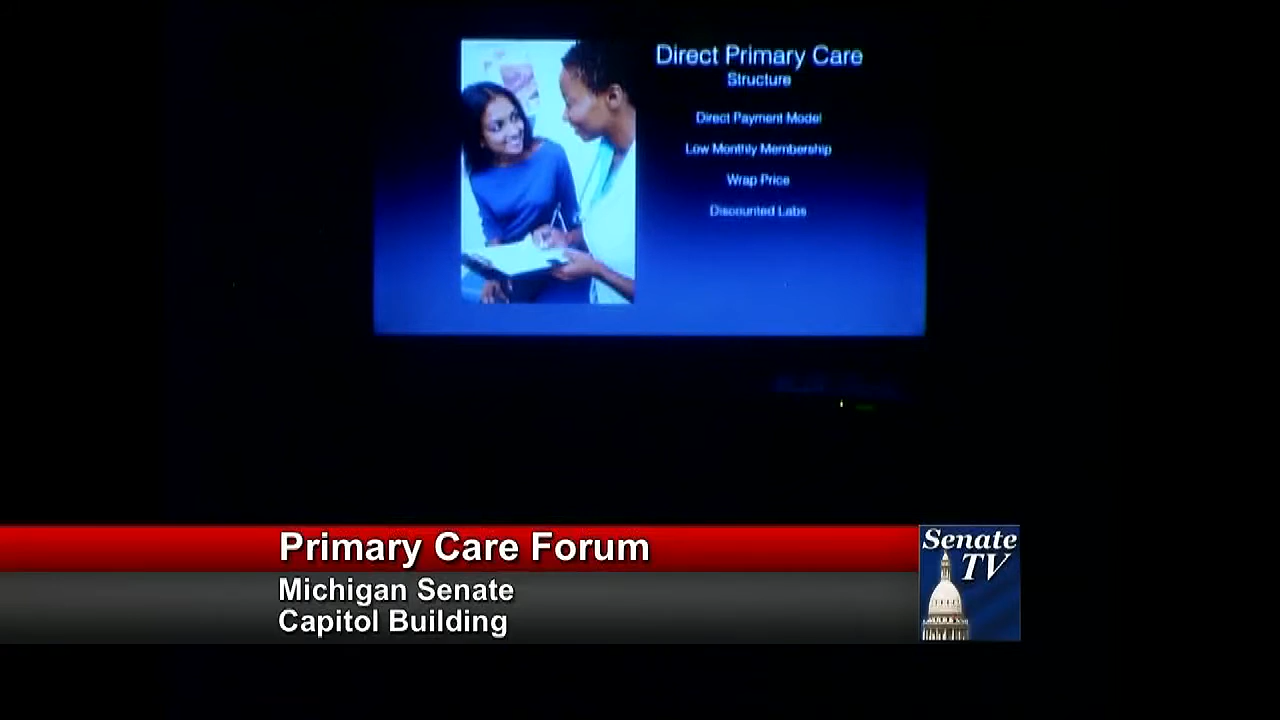 Direct Primary Care
Structure
Direct Payment Model
Low Monthly Membership
Wrap Price
Discounted Labs
Primary Care Forum
Michigan Senate
Capitol Building
Senate
TV